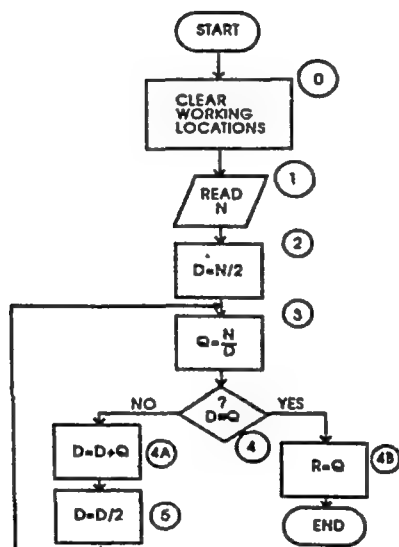 START
0
CLEAR
WORKING
LOCATIONS
1
READ
N
2
D=N/2
3
Q=N/D
?
D=Q
NO
YES
4
D=D+Q
4A
R=Q
4B
D=D/2
5
END